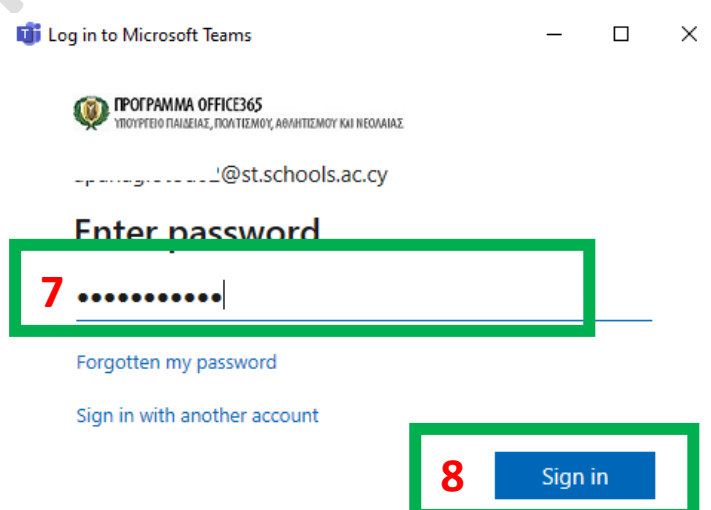 Log in to Microsoft Teams
ΠΡΟΓΡΑΜΜΑ OFFICE365
ΥΠΟΥΡΓΕΙΟ ΠΑΙΔΕΙΑΣ, ΠΟΛΙΤΙΣΜΟΥ, ΑΘΛΗΤΙΣΜΟΥ ΚΑΙ ΝΕΟΛΑΙΑΣ
@st.schools.ac.cy
Enter password
7 •••••••••••
Forgotten my password
Sign in with another account
8 Sign in